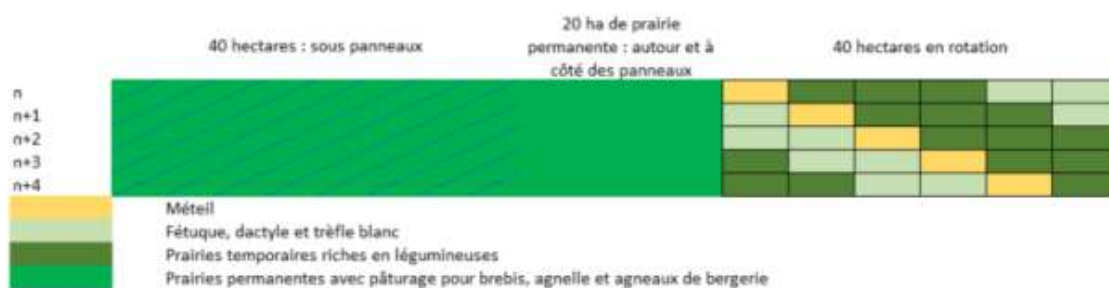 20 ha de prairie
40 hectares : sous panneaux
permanente : autour et à
40 hectares en rotation
côté des panneaux
n
n+1
n+2
n+3
n+4
Méteil
Fétuque, dactyle et trèfle blanc
Prairies temporaires riches en légumineuses
Prairies permanentes avec pâturage pour brebis, agnelle et agneaux de bergerie